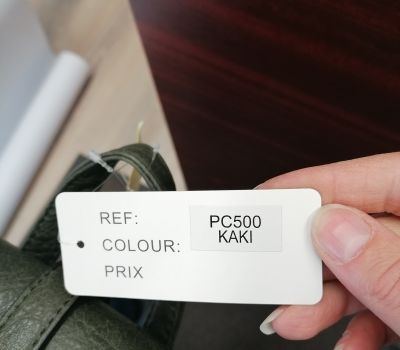 REF: PC500
COLOUR: KAKI
PRIX